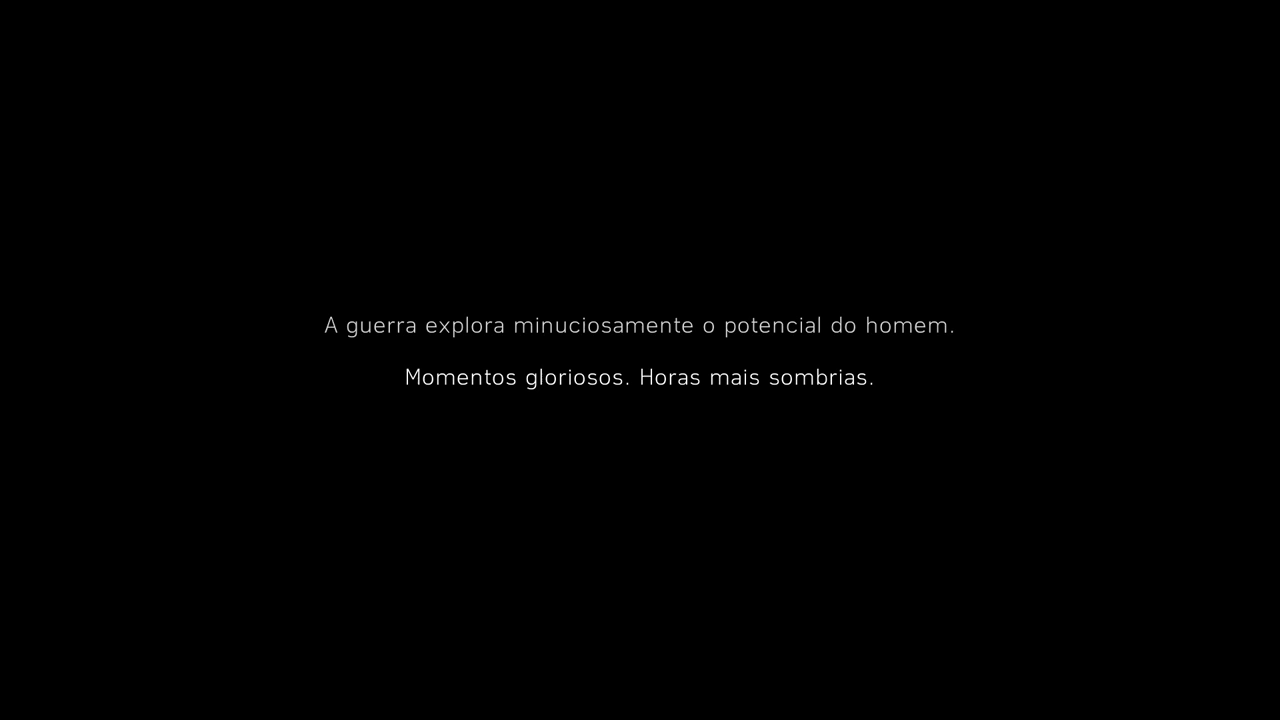 A guerra explora minuciosamente o potencial do homem.
Momentos gloriosos. Horas mais sombrias.